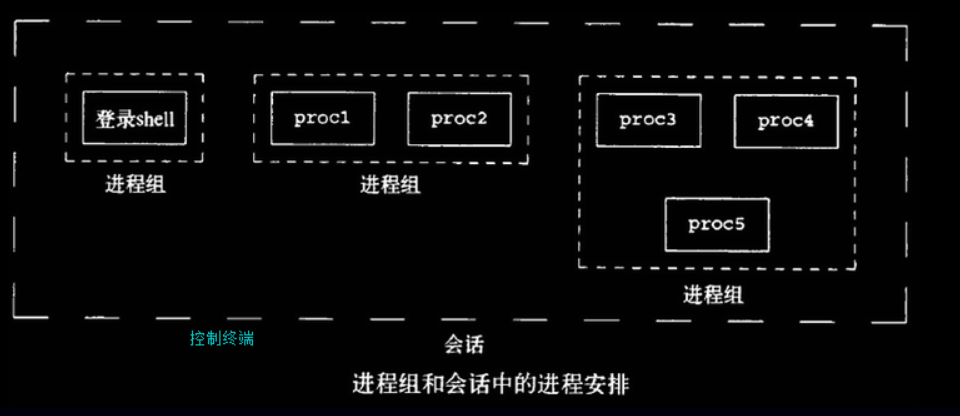 登录shell
proc1
proc2
proc3
proc4
进程组
进程组
proc5
进程组
控制终端
会话
进程组和会话中的进程安排